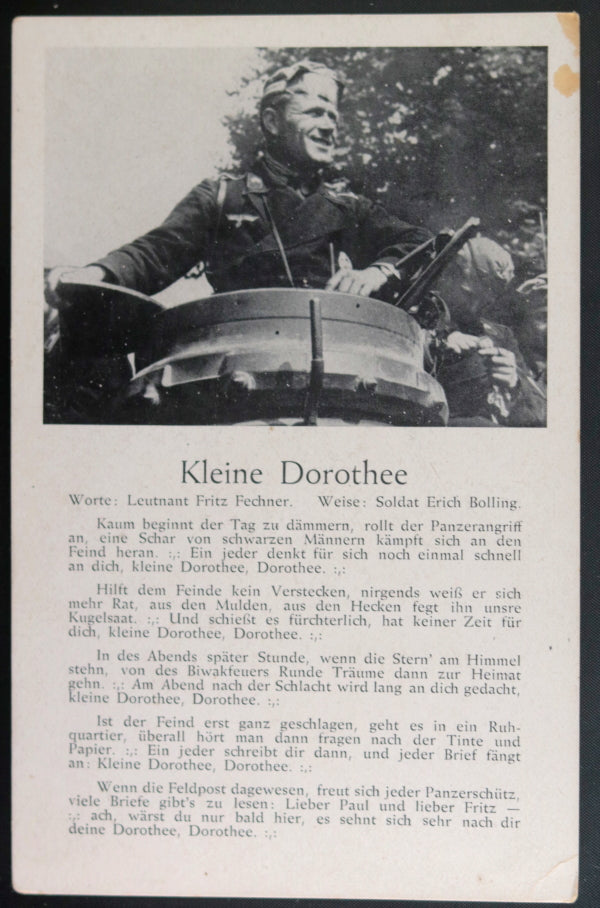 Kleine Dorothee
Worte: Leutnant Fritz Fechner. Weise: Soldat Erich Bolling.
Kaum beginnt der Tag zu dämmern, rollt der Panzerangriff
an, eine Schar von schwarzen Männern kämpft sich an den
Feind heran. :,: Ein jeder denkt für sich noch einmal schnell
an dich, kleine Dorothee, Dorothee. :,:
Hilft dem Feinde kein Verstecken, nirgends weiß er sich
mehr Rat, aus den Mulden, aus den Hecken fegt ihn unsre
Kugelsaat. :,: Und schießt es fürchterlich, hat keiner Zeit für
dich, kleine Dorothee, Dorothee. :,:
In des Abends später Stunde, wenn die Stern' am Himmel
stehn, von des Biwakfeuers Runde Träume dann zur Heimat
gehn. :,: Am Abend nach der Schlacht wird lang an dich gedacht,
kleine Dorothee, Dorothee. :,:
Ist der Feind erst ganz geschlagen, geht es in ein Ruh-
quartier, überall hört man dann fragen nach der Tinte und
Papier. :,: Ein jeder schreibt dir dann, und jeder Brief fängt
an: Kleine Dorothee, Dorothee. :,:
Wenn die Feldpost dagewesen, freut sich jeder Panzerschütz,
viele Briefe gibt's zu lesen: Lieber Paul und lieber Fritz —
:,: ach, wärst du nur bald hier, es sehnt sich sehr nach dir
deine Dorothee, Dorothee. :,: